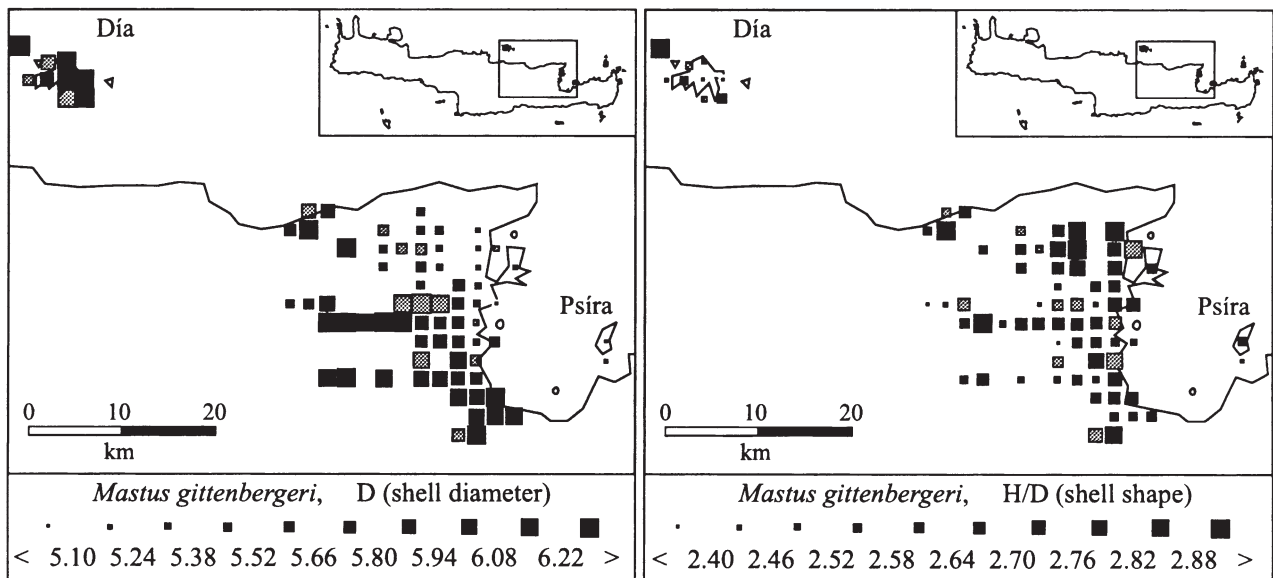 Día
Psíra
0 10 20
km
Mastus gittenbergeri, D (shell diameter)
< 5.10 5.24 5.38 5.52 5.66 5.80 5.94 6.08 6.22 >
Día
Psíra
0 10 20
km
Mastus gittenbergeri, H/D (shell shape)
< 2.40 2.46 2.52 2.58 2.64 2.70 2.76 2.82 2.88 >